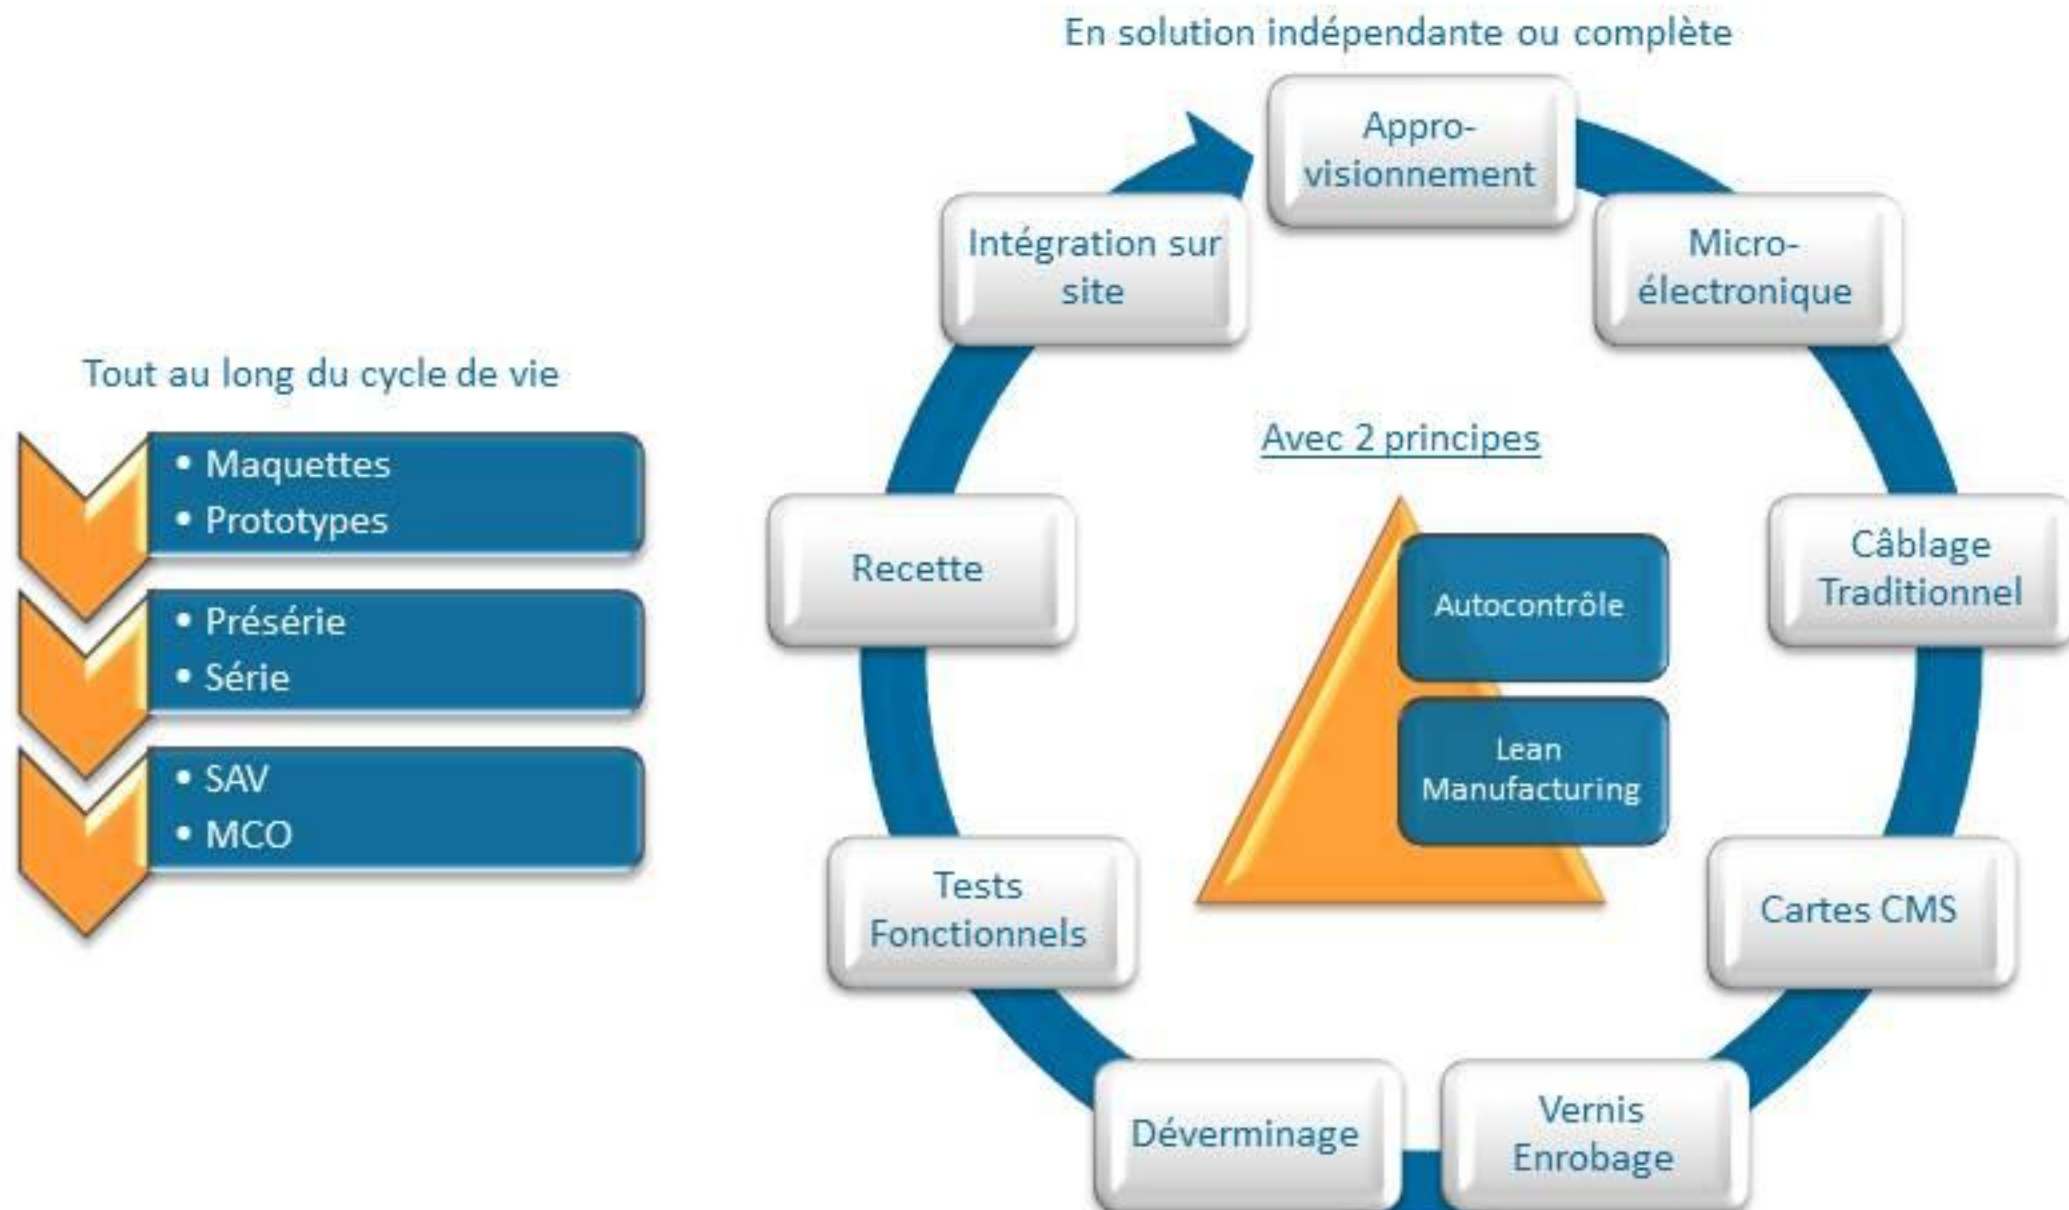 En solution indépendante ou complète
Appro-
visionnement
Micro-
électronique
Câblage
Traditionnel
Cartes CMS
Vernis
Enrobage
Déverminage
Tests
Fonctionnels
Recette
Intégration sur
site
Tout au long du cycle de vie
• Maquettes
• Prototypes
• Présérie
• Série
• SAV
• MCO
Avec 2 principes
Autocontrôle
Lean
Manufacturing